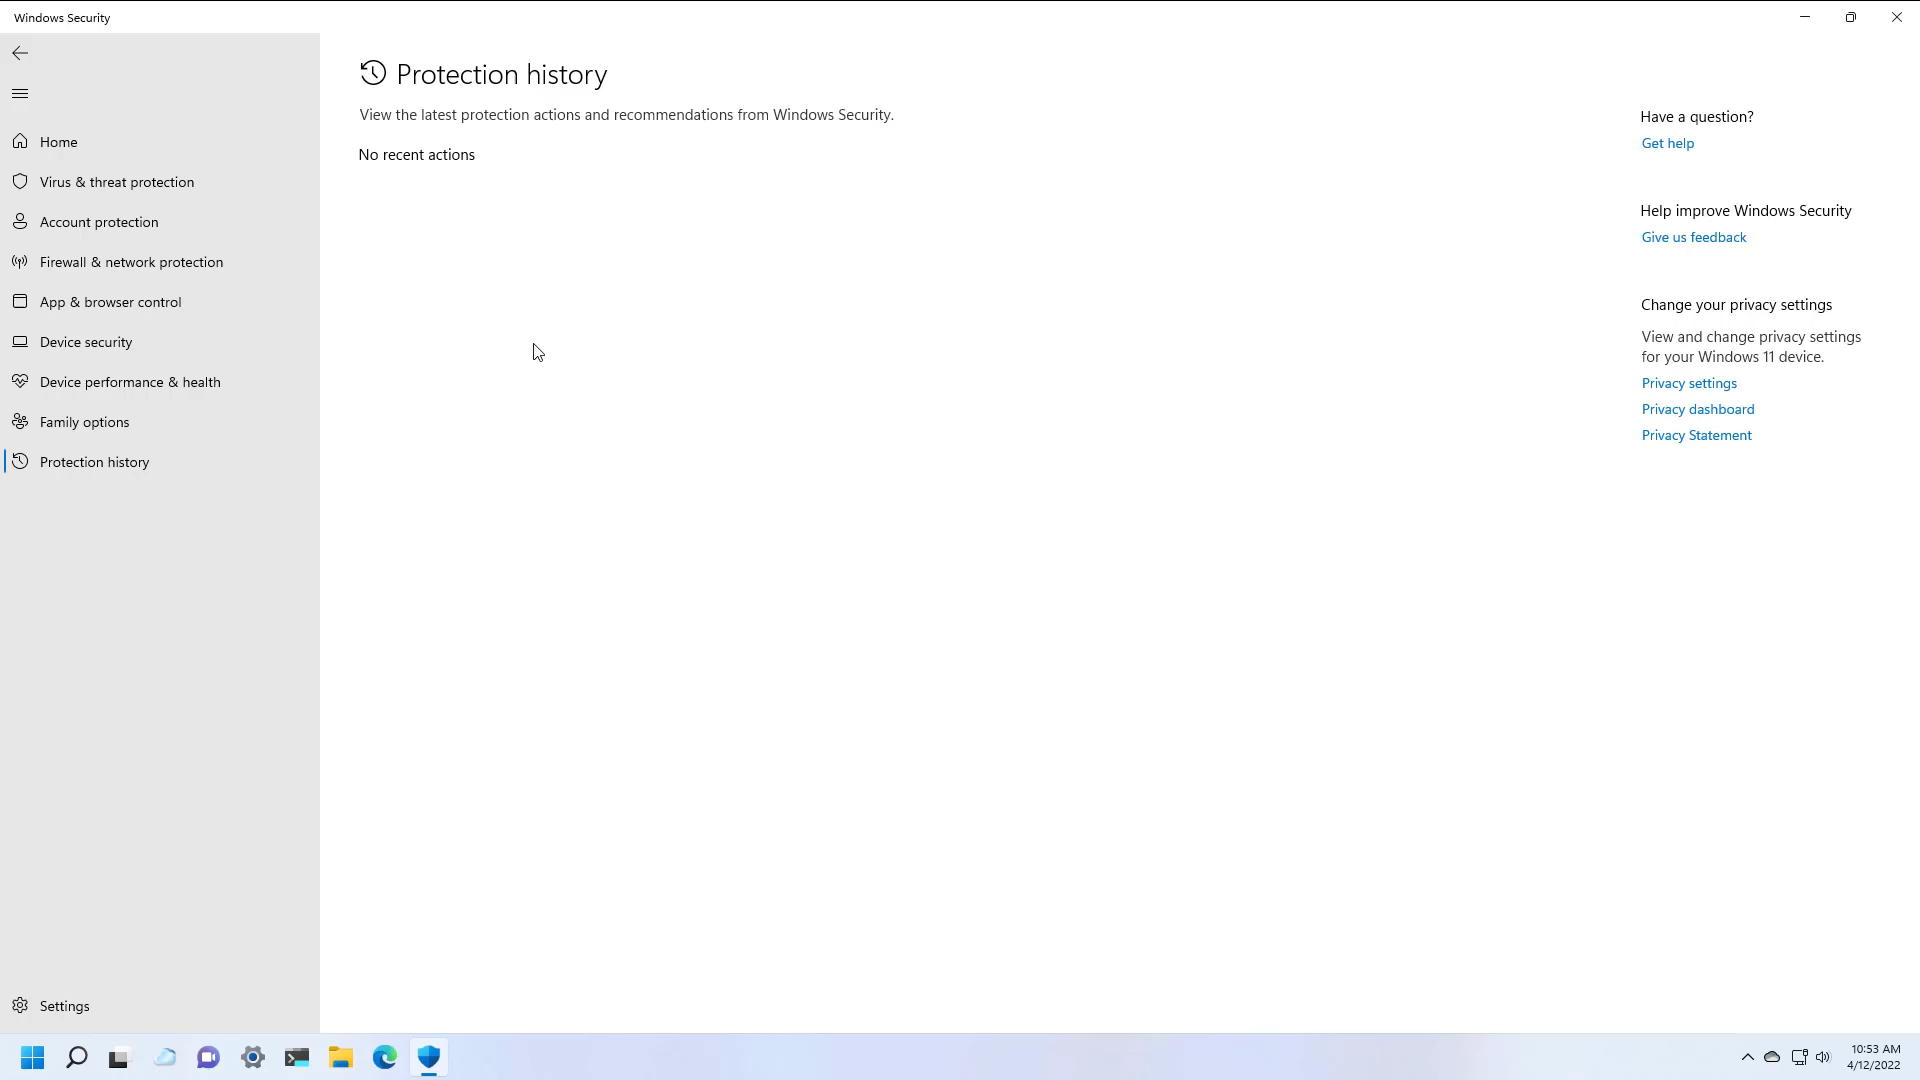 Windows Security
Home
Virus & threat protection
Account protection
Firewall & network protection
App & browser control
Device security
Device performance & health
Family options
Protection history
Settings
Protection history
View the latest protection actions and recommendations from Windows Security.
No recent actions
Have a question?
Get help
Help improve Windows Security
Give us feedback
Change your privacy settings
View and change privacy settings
for your Windows 11 device.
Privacy settings
Privacy dashboard
Privacy Statement
10:53 AM
4/12/2022